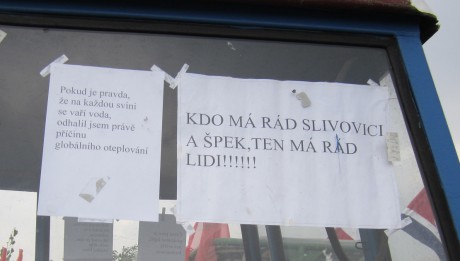 Pokud je pravda,
že na každou svini
se vaří voda,
odhalil jsem právě
příčinu
globálního oteplování
KDO MÁ RÁD SLIVOVICI
A ŠPEK,TEN MÁ RÁD
LIDI!!!!!!